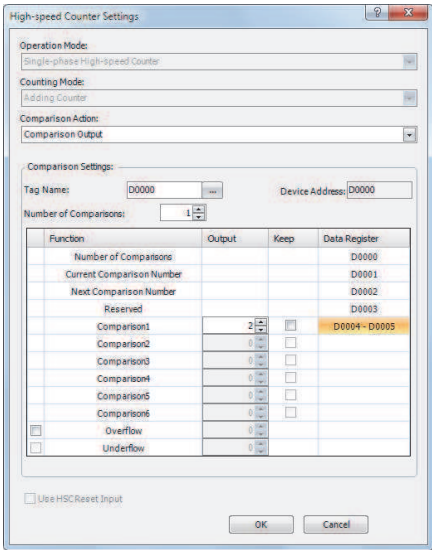 High-speed Counter Settings
Operation Mode:
Single-phase High-speed Counter
Counting Mode:
Adding Counter
Comparison Action:
Comparison Output
Comparison Settings:
Tag Name: D0000 ... Device Address: D0000
Number of Comparisons: 1
Function Output Keep Data Register
Number of Comparisons D0000
Current Comparison Number D0001
Next Comparison Number D0002
Reserved D0003
Comparison1 2 D0004 - D0005
Comparison2 0
Comparison3 0
Comparison4 0
Comparison5 0
Comparison6 0
Overflow 0
Underflow 0
Use HSCReset Input
OK Cancel